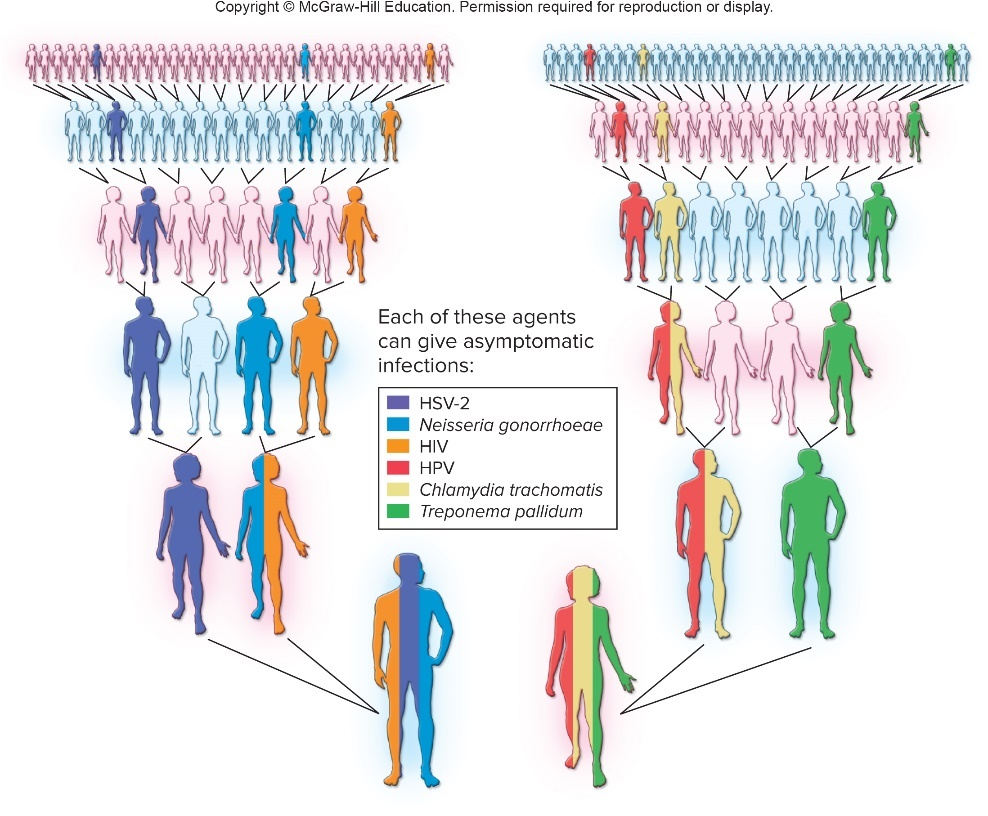 Copyright © McGraw-Hill Education. Permission required for reproduction or display.
Each of these agents
can give asymptomatic
infections:
HSV-2
Neisseria gonorrhoeae
HIV
HPV
Chlamydia trachomatis
Treponema pallidum